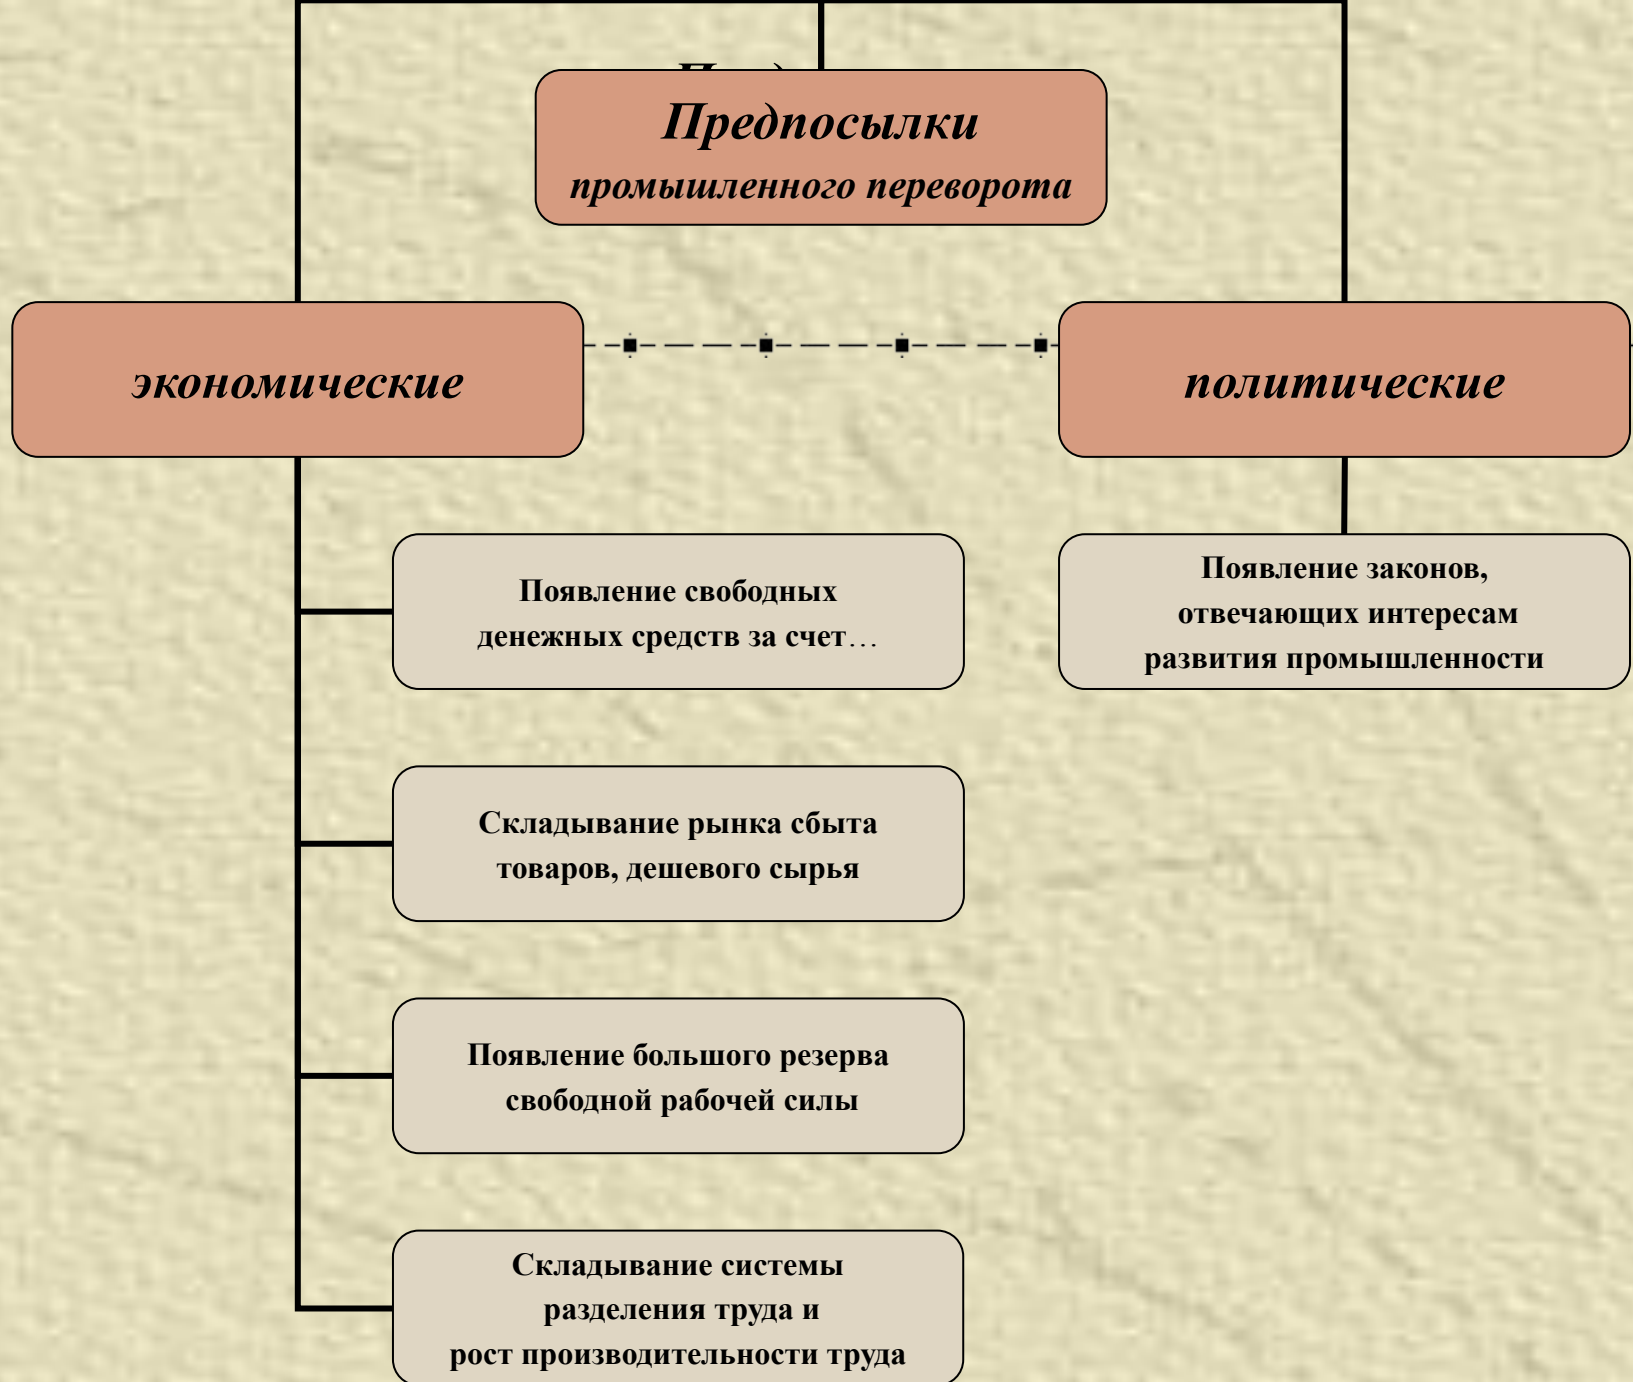 Предпосылки
промышленного переворота
экономические
политические
Появление свободных
денежных средств за счет…
Появление законов,
отвечающих интересам
развития промышленности
Складывание рынка сбыта
товаров, дешевого сырья
Появление большого резерва
свободной рабочей силы
Складывание системы
разделения труда и
рост производительности труда